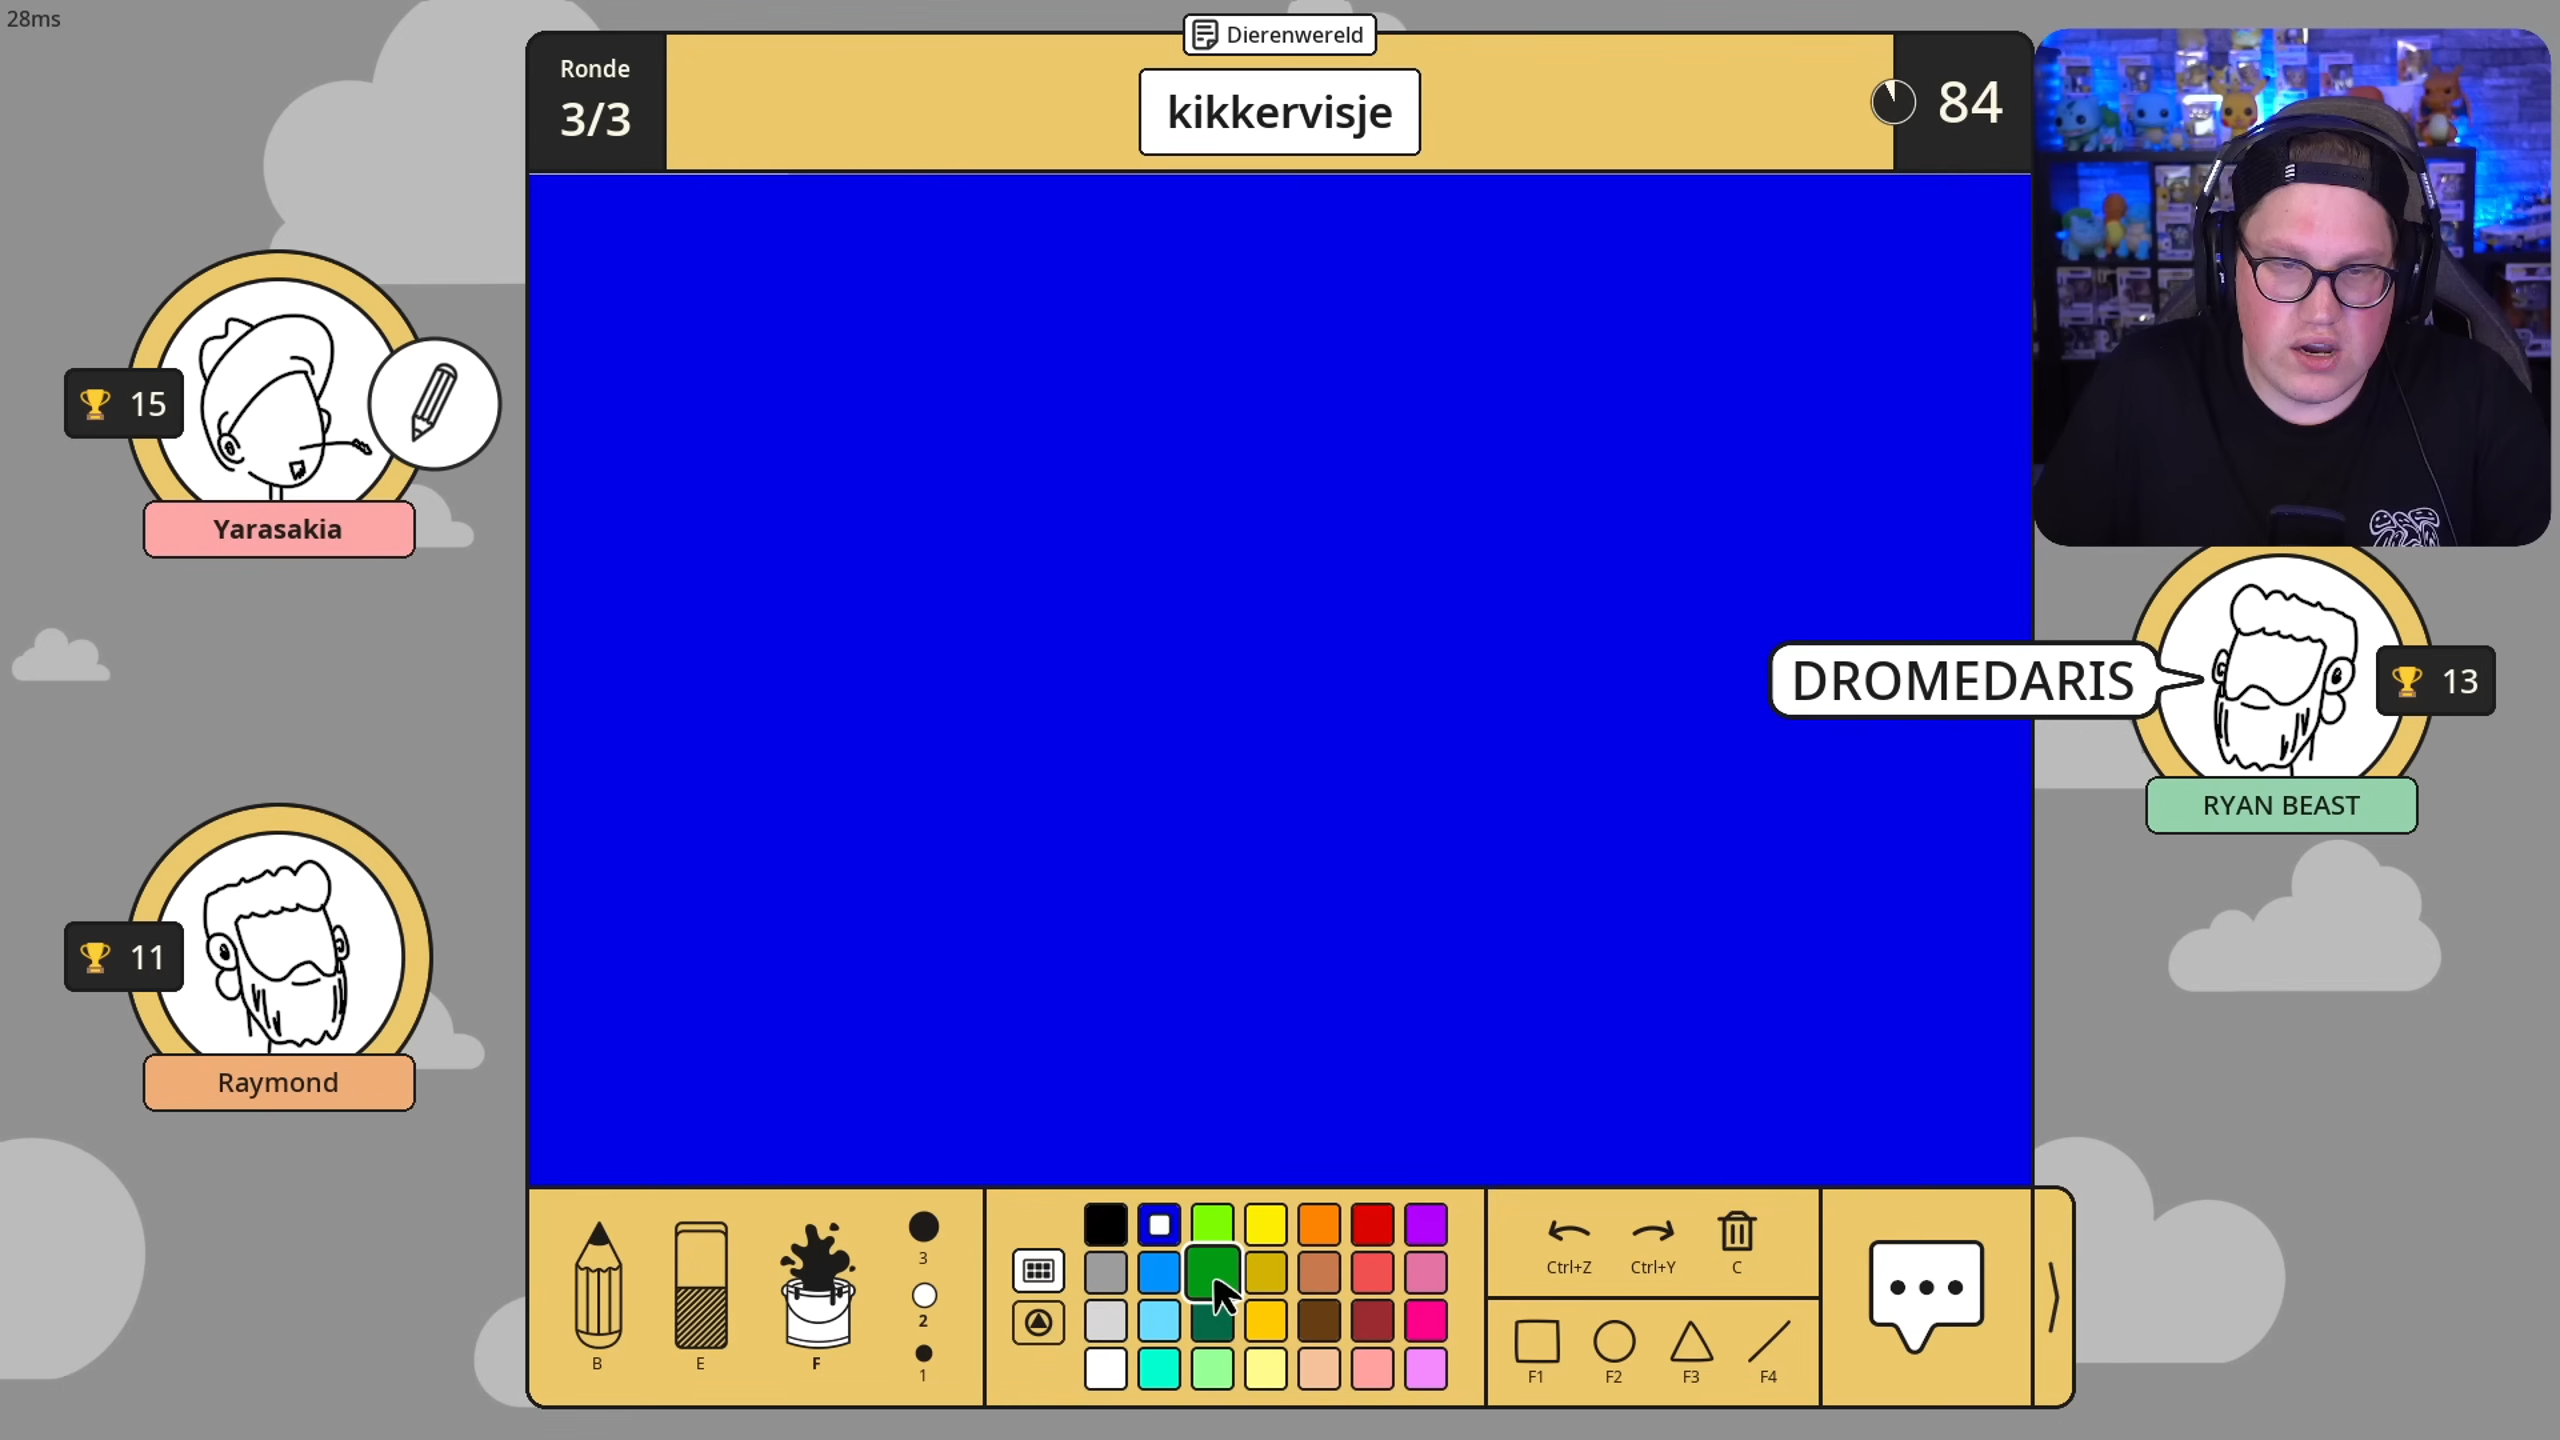 28ms
Dierenwereld
Ronde
3/3
kikkervisje
84
15
Yarasakia
DROMEDARIS
13
RYAN BEAST
11
Raymond
B
E
F
3
2
1
Ctrl+Z
Ctrl+Y
C
F1
F2
F3
F4